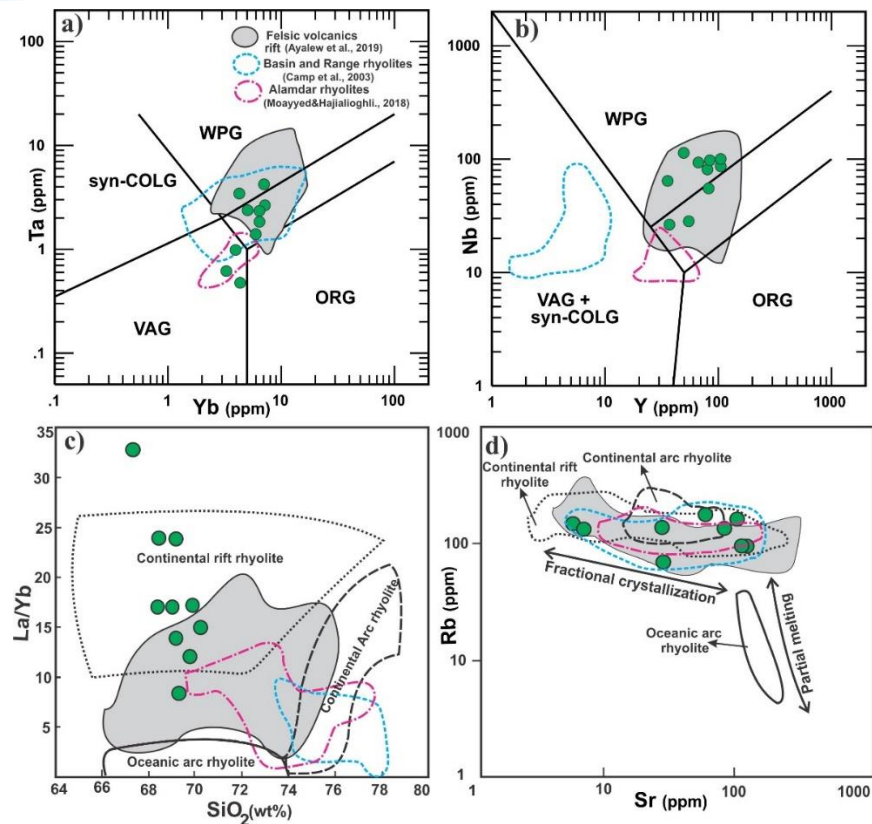 a)
100
10
1
.1
Ta (ppm)
.1
1
10
100
Yb (ppm)
WPG
syn-COLG
VAG
ORG
Felsic volcanics
rift (Ayalew et al., 2019)
Basin and Range rhyolites
(Camp et al., 2003)
Alamdar rhyolites
(Moayyed&Hajialioghli., 2018)
b)
1000
100
10
1
Nb (ppm)
1
10
100
1000
Y (ppm)
WPG
VAG +
syn-COLG
ORG
c)
35
30
25
20
15
10
5
La/Yb
64
66
68
70
72
74
76
78
80
SiO2(wt%)
Continental rift rhyolite
Continental Arc rhyolite
Oceanic arc rhyolite
d)
1000
100
10
1
Rb (ppm)
1
10
100
1000
Sr (ppm)
Continental arc rhyolite
Continental rift
rhyolite
Fractional crystallization
Oceanic arc
rhyolite
Partial melting